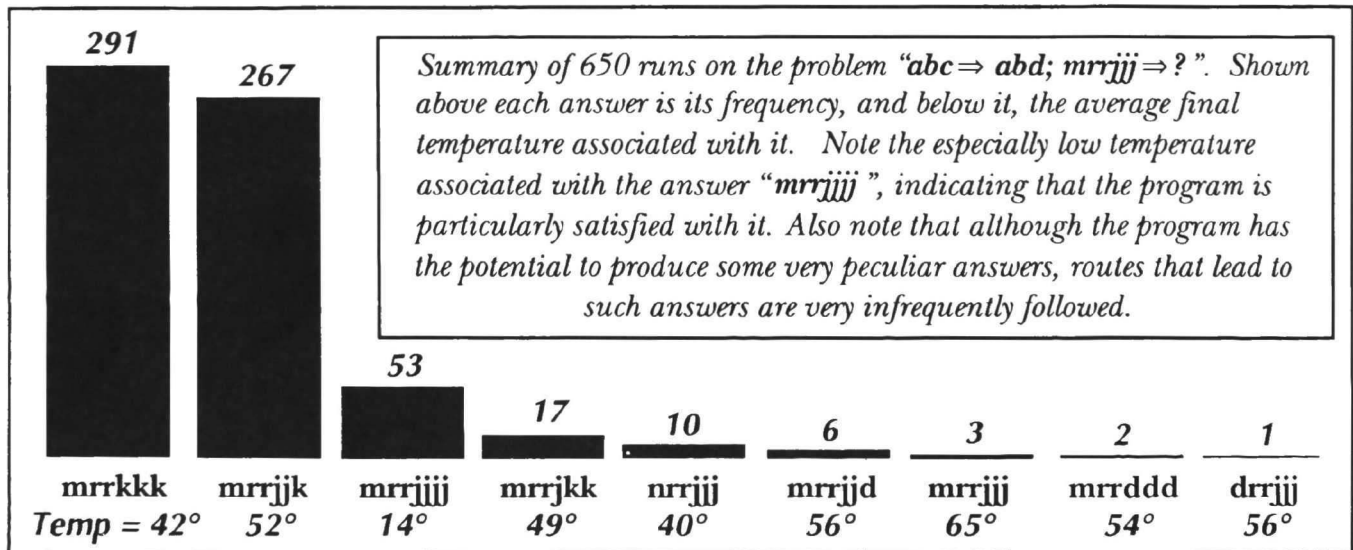 291
267
Summary of 650 runs on the problem “abc⇒ abd; mrrjjj⇒ ? ”. Shown
above each answer is its frequency, and below it, the average final
temperature associated with it. Note the especially low temperature
associated with the answer “mrrjjjj ”, indicating that the program is
particularly satisfied with it. Also note that although the program has
the potential to produce some very peculiar answers, routes that lead to
such answers are very infrequently followed.
53
17
10
6
3
2
1
mrrkkk mrrjjk mrrjjjj mrrjkk nrrjjj mrrjjd mrrjjj mrrddd drrjjj
Temp = 42° 52° 14° 49° 40° 56° 65° 54° 56°